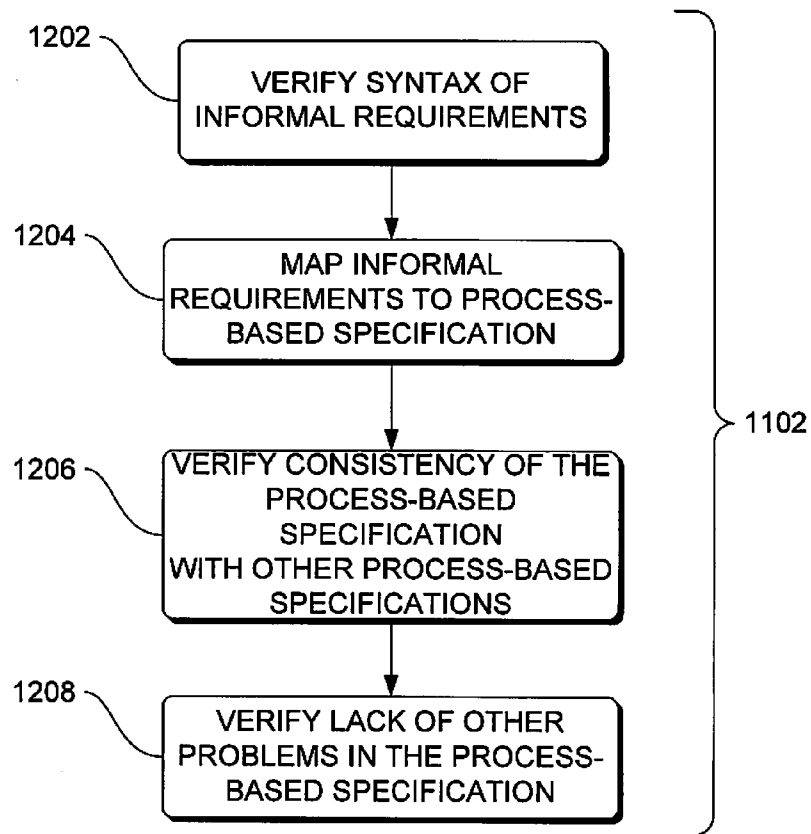 1202
VERIFY SYNTAX OF
INFORMAL REQUIREMENTS
1204
MAP INFORMAL
REQUIREMENTS TO PROCESS-
BASED SPECIFICATION
1102
1206
VERIFY CONSISTENCY OF THE
PROCESS-BASED
SPECIFICATION
WITH OTHER PROCESS-BASED
SPECIFICATIONS
1208
VERIFY LACK OF OTHER
PROBLEMS IN THE PROCESS-
BASED SPECIFICATION